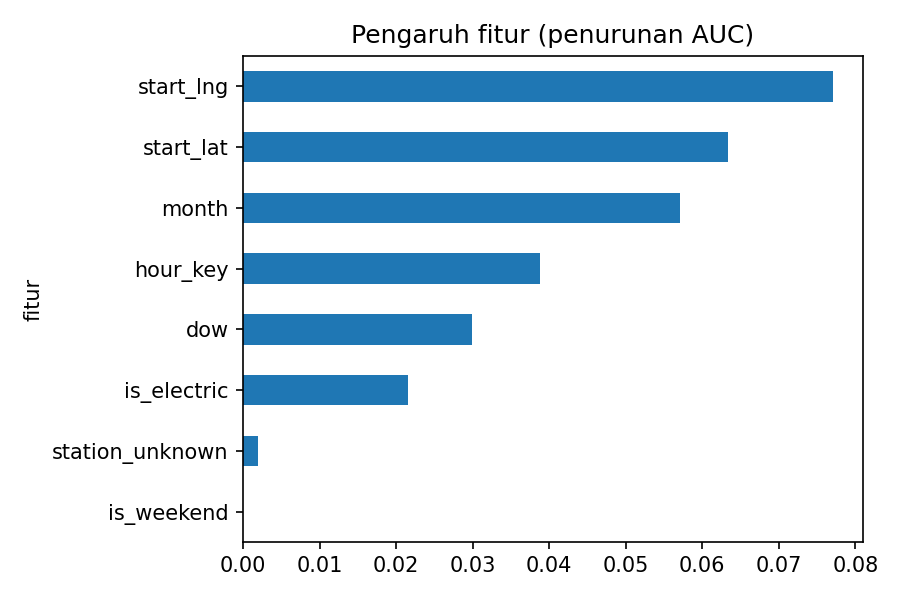 Pengaruh fitur (penurunan AUC)
start_lng
start_lat
month
hour_key
dow
is_electric
station_unknown
is_weekend
fitur
0.00 0.01 0.02 0.03 0.04 0.05 0.06 0.07 0.08